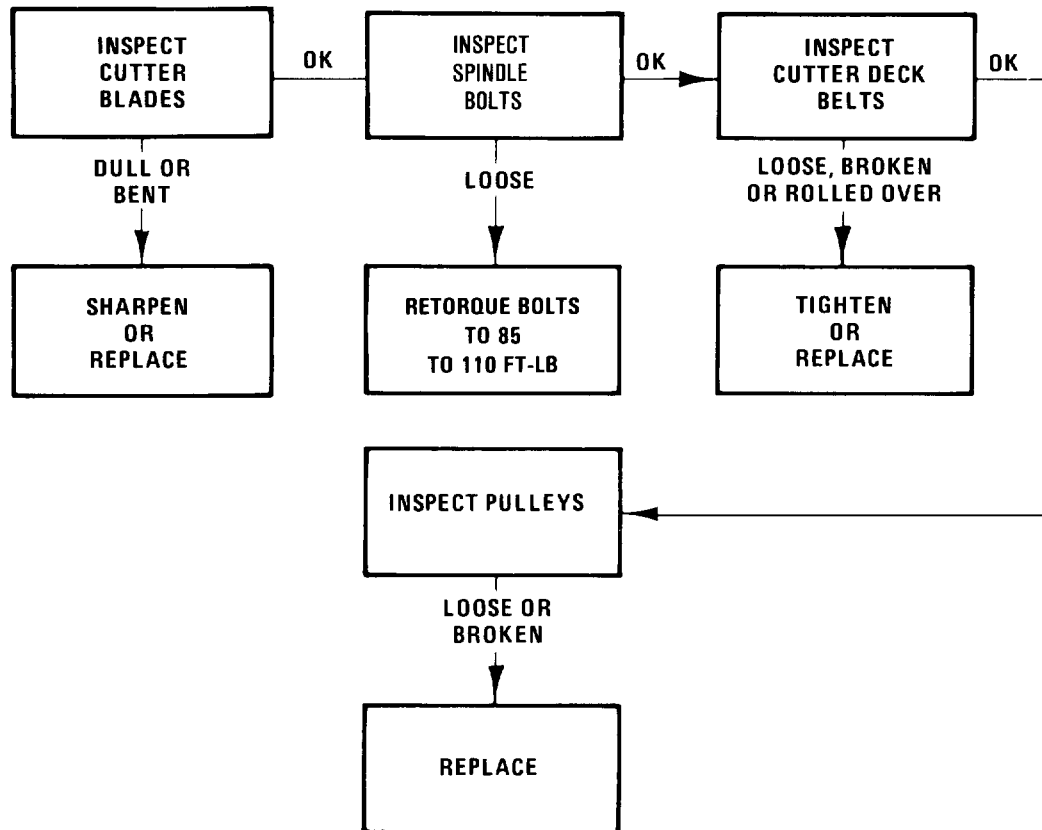 INSPECT
CUTTER
BLADES
OK
INSPECT
SPINDLE
BOLTS
OK
INSPECT
CUTTER DECK
BELTS
OK
DULL OR
BENT
LOOSE
LOOSE, BROKEN
OR ROLLED OVER
SHARPEN
OR
REPLACE
RETORQUE BOLTS
TO 85
TO 110 FT-LB
TIGHTEN
OR
REPLACE
INSPECT PULLEYS
LOOSE OR
BROKEN
REPLACE